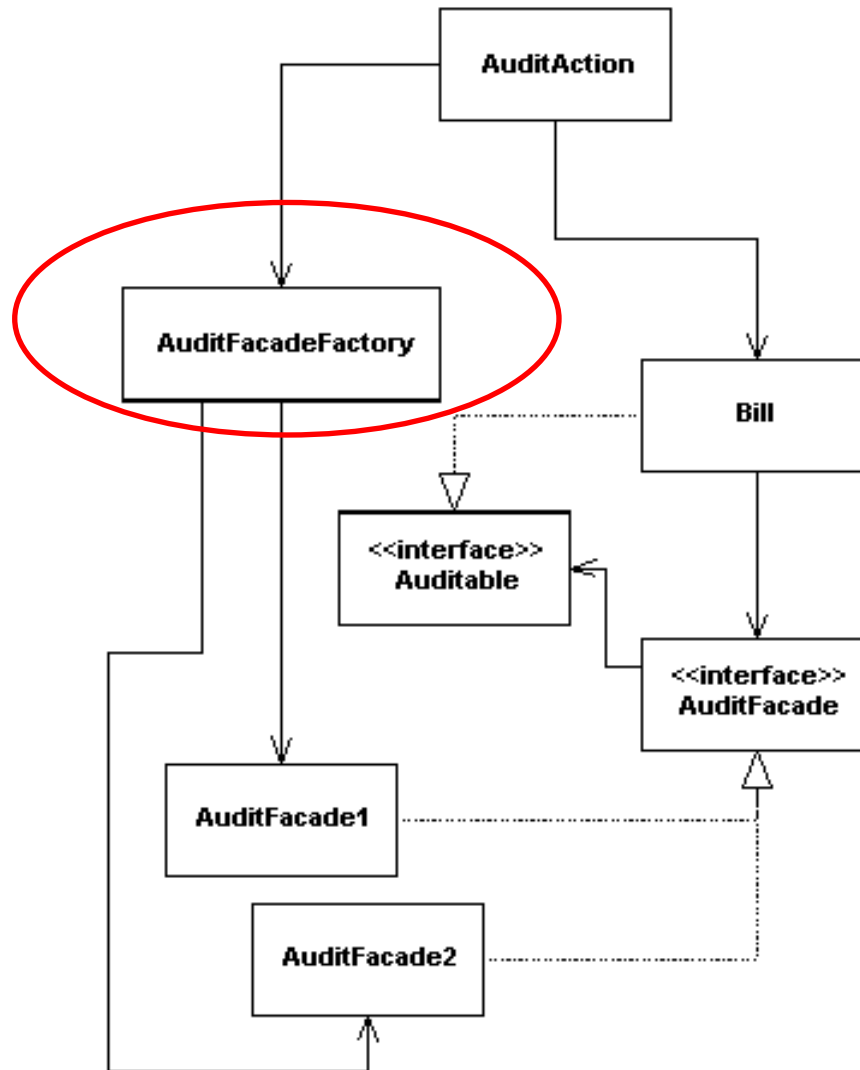 AuditAction
AuditFacadeFactory
Bill
<<interface>>
Auditable
<<interface>>
AuditFacade
AuditFacade1
AuditFacade2